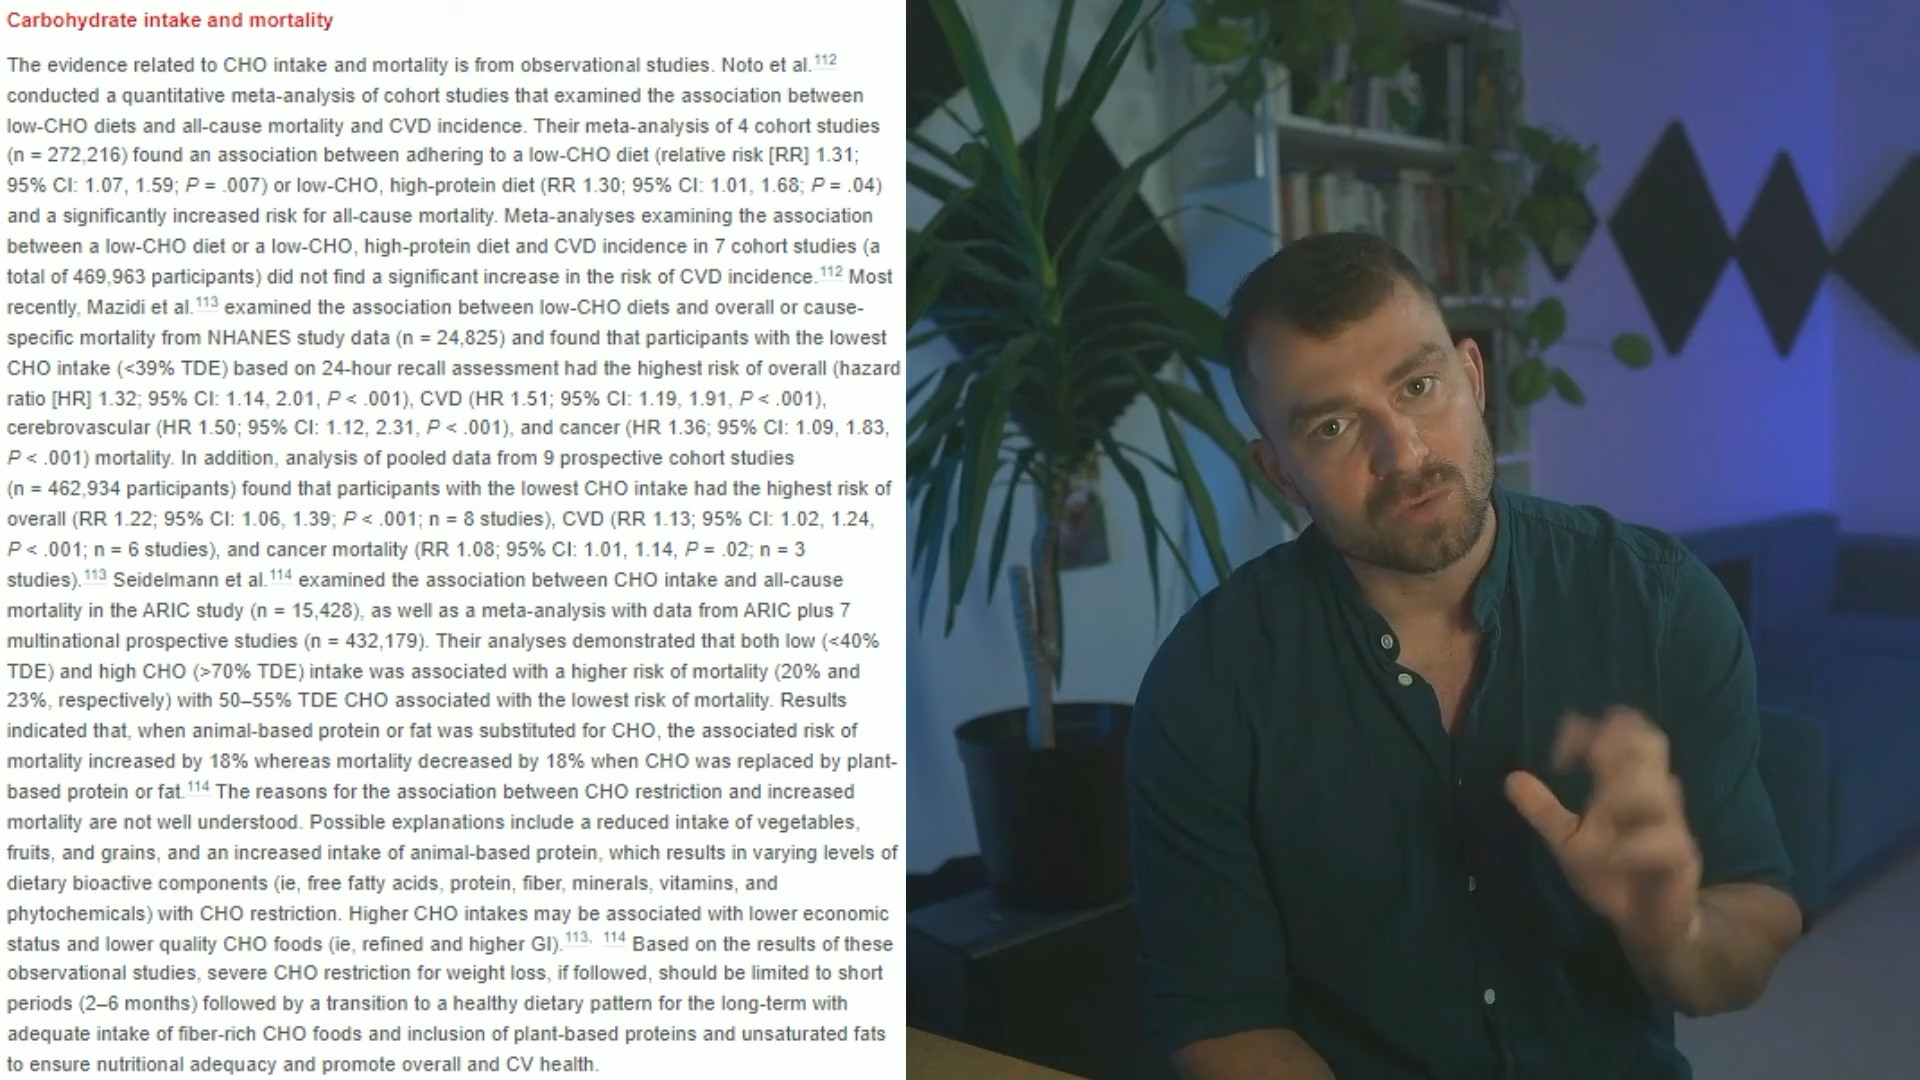 Carbohydrate intake and mortality
The evidence related to CHO intake and mortality is from observational studies. Noto et al.112
conducted a quantitative meta-analysis of cohort studies that examined the association between
low-CHO diets and all-cause mortality and CVD incidence. Their meta-analysis of 4 cohort studies
(n = 272,216) found an association between adhering to a low-CHO diet (relative risk [RR] 1.31;
95% CI: 1.07, 1.59; P = .007) or low-CHO, high-protein diet (RR 1.30; 95% CI: 1.01, 1.68; P = .04)
and a significantly increased risk for all-cause mortality. Meta-analyses examining the association
between a low-CHO diet or a low-CHO, high-protein diet and CVD incidence in 7 cohort studies (a
total of 469,963 participants) did not find a significant increase in the risk of CVD incidence.112 Most
recently, Mazidi et al.113 examined the association between low-CHO diets and overall or cause-
specific mortality from NHANES study data (n = 24,825) and found that participants with the lowest
CHO intake (<39% TDE) based on 24-hour recall assessment had the highest risk of overall (hazard
ratio [HR] 1.32; 95% CI: 1.14, 2.01, P < .001), CVD (HR 1.51; 95% CI: 1.19, 1.91, P < .001),
cerebrovascular (HR 1.50; 95% CI: 1.12, 2.31, P < .001), and cancer (HR 1.36; 95% CI: 1.09, 1.83,
P < .001) mortality. In addition, analysis of pooled data from 9 prospective cohort studies
(n = 462,934 participants) found that participants with the lowest CHO intake had the highest risk of
overall (RR 1.22; 95% CI: 1.06, 1.39; P < .001; n = 8 studies), CVD (RR 1.13; 95% CI: 1.02, 1.24,
P < .001; n = 6 studies), and cancer mortality (RR 1.08; 95% CI: 1.01, 1.14, P = .02; n = 3
studies).113 Seidelmann et al.114 examined the association between CHO intake and all-cause
mortality in the ARIC study (n = 15,428), as well as a meta-analysis with data from ARIC plus 7
multinational prospective studies (n = 432,179). Their analyses demonstrated that both low (<40%
TDE) and high CHO (>70% TDE) intake was associated with a higher risk of mortality (20% and
23%, respectively) with 50–55% TDE CHO associated with the lowest risk of mortality. Results
indicated that, when animal-based protein or fat was substituted for CHO, the associated risk of
mortality increased by 18% whereas mortality decreased by 18% when CHO was replaced by plant-
based protein or fat.114 The reasons for the association between CHO restriction and increased
mortality are not well understood. Possible explanations include a reduced intake of vegetables,
fruits, and grains, and an increased intake of animal-based protein, which results in varying levels of
dietary bioactive components (ie, free fatty acids, protein, fiber, minerals, vitamins, and
phytochemicals) with CHO restriction. Higher CHO intakes may be associated with lower economic
status and lower quality CHO foods (ie, refined and higher GI).113, 114 Based on the results of these
observational studies, severe CHO restriction for weight loss, if followed, should be limited to short
periods (2–6 months) followed by a transition to a healthy dietary pattern for the long-term with
adequate intake of fiber-rich CHO foods and inclusion of plant-based proteins and unsaturated fats
to ensure nutritional adequacy and promote overall and CV health.